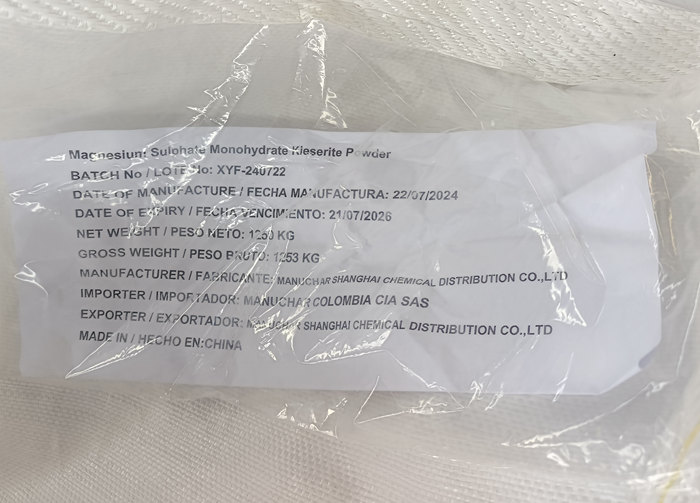 Magnesium Sulphate Monohydrate Kieserite Powder
BATCH No / LOTE No: XYF-240722
DATE OF MANUFACTURE / FECHA MANUFACTURA: 22/07/2024
DATE OF EXPIRY / FECHA VENCIMIENTO: 21/07/2026
NET WEIGHT / PESO NETO: 1250 KG
GROSS WEIGHT / PESO BRUTO: 1253 KG
MANUFACTURER / FABRICANTE: MANUCHAR SHANGHAI CHEMICAL DISTRIBUTION CO.,LTD
IMPORTER / IMPORTADOR: MANUCHAR COLOMBIA CIA SAS
EXPORTER / EXPORTADOR: MANUCHAR SHANGHAI CHEMICAL DISTRIBUTION CO.,LTD
MADE IN / HECHO EN:CHINA